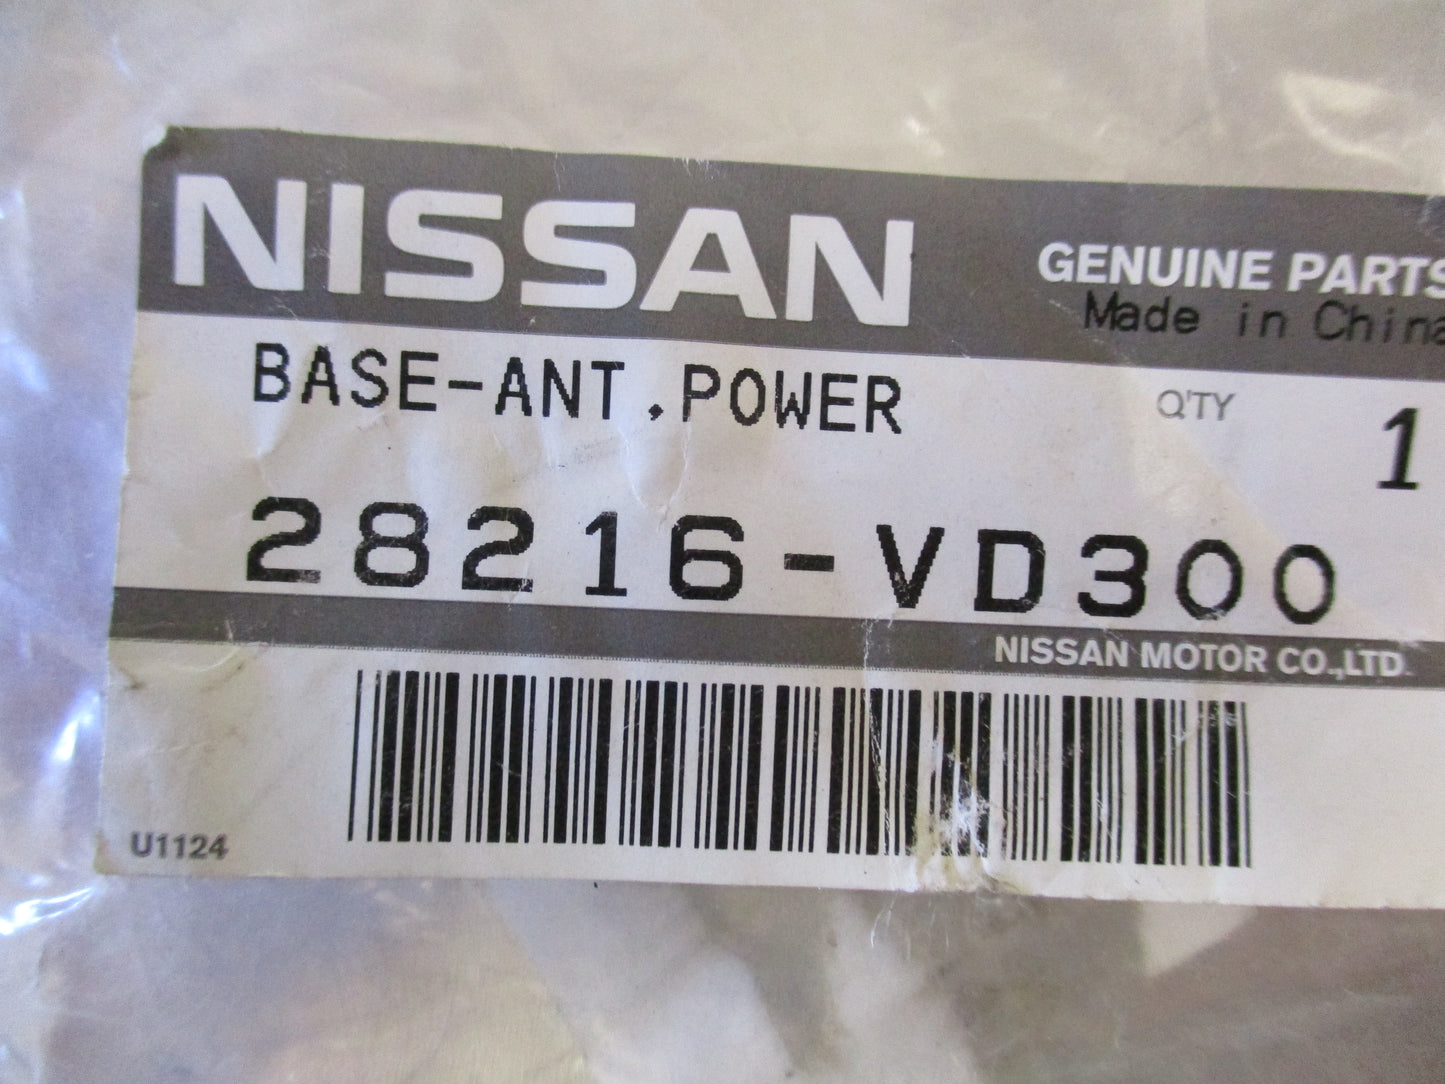 NISSAN
GENUINE PARTS
Made in China
BASE-ANT.POWER
Q'TY 1
28216-VD300
NISSAN MOTOR CO.,LTD.
U1124